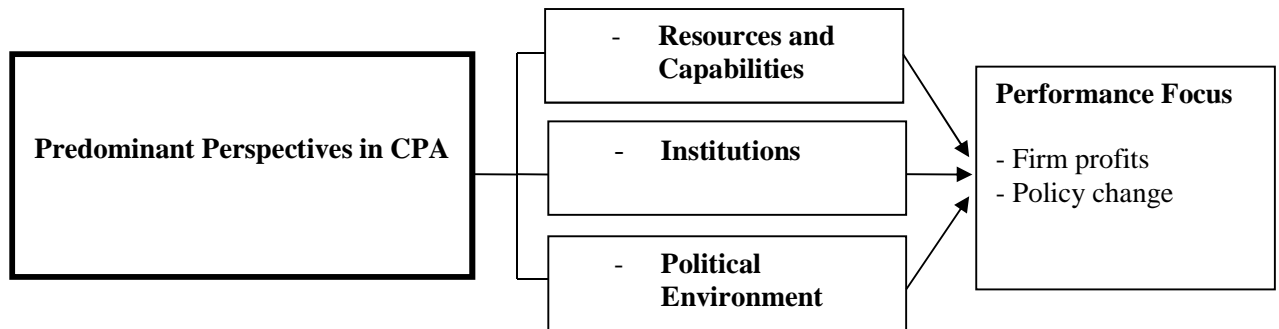 Predominant Perspectives in CPA
- Resources and
Capabilities
- Institutions
- Political
Environment
Performance Focus
- Firm profits
- Policy change